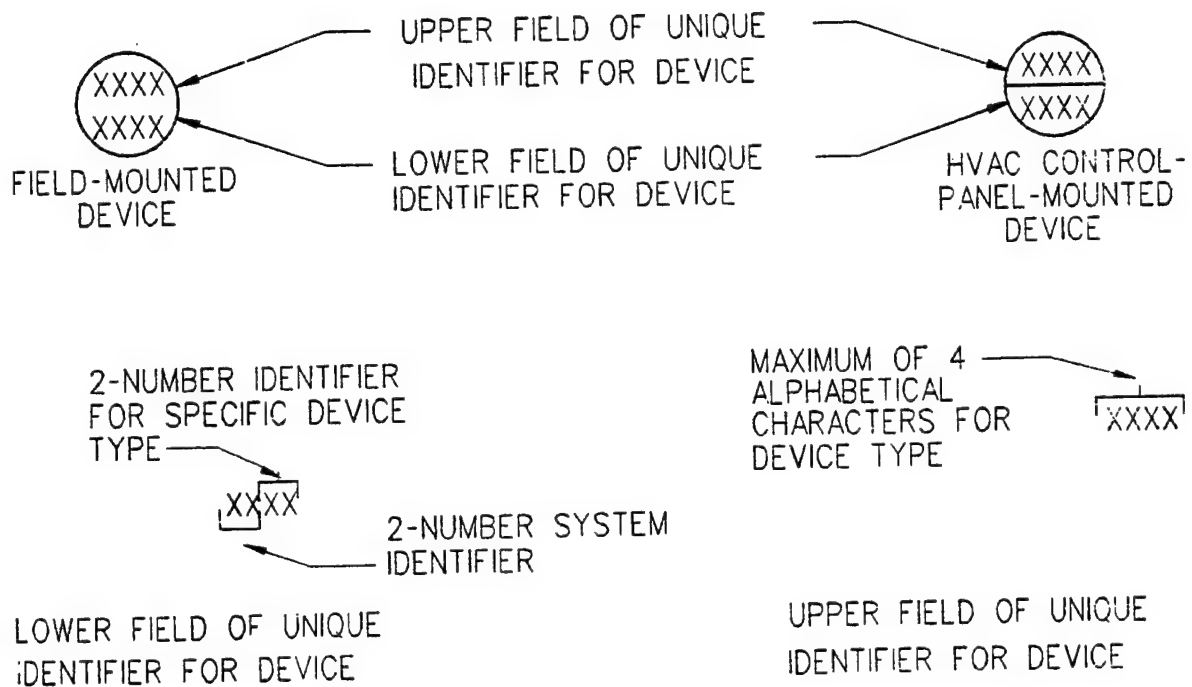 UPPER FIELD OF UNIQUE
IDENTIFIER FOR DEVICE
XXXX
XXXX
FIELD-MOUNTED
DEVICE
LOWER FIELD OF UNIQUE
IDENTIFIER FOR DEVICE
XXXX
XXXX
HVAC CONTROL-
PANEL-MOUNTED
DEVICE
2-NUMBER IDENTIFIER
FOR SPECIFIC DEVICE
TYPE
XXXX
2-NUMBER SYSTEM
IDENTIFIER
LOWER FIELD OF UNIQUE
IDENTIFIER FOR DEVICE
MAXIMUM OF 4
ALPHABETICAL
CHARACTERS FOR
DEVICE TYPE
XXXX
UPPER FIELD OF UNIQUE
IDENTIFIER FOR DEVICE